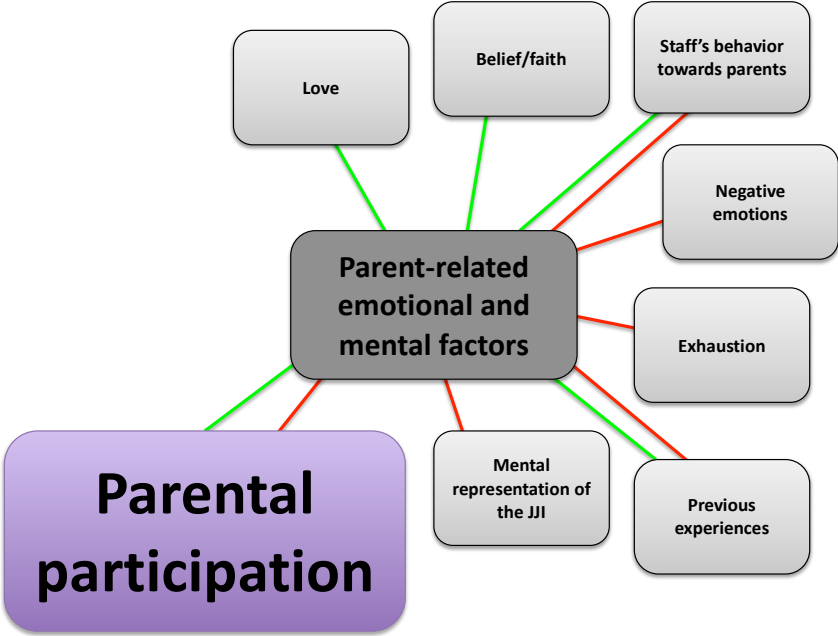 Love
Belief/faith
Staff's behavior
towards parents
Negative
emotions
Parent-related
emotional and
mental factors
Exhaustion
Mental
representation of
the JJI
Previous
experiences
Parental
participation